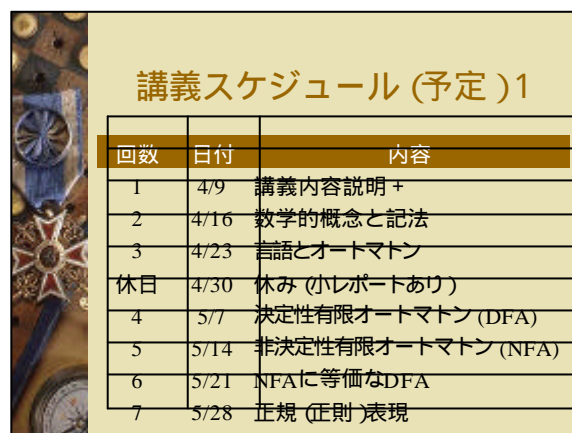 講義スケジュール (予定)1
回数 日付 内容
1 4/9 講義内容説明 +
2 4/16 数学的概念と記法
3 4/23 言語とオートマトン
休日 4/30 休み (小レポートあり)
4 5/7 決定性有限オートマトン (DFA)
5 5/14 非決定性有限オートマトン (NFA)
6 5/21 NFAに等価なDFA
7 5/28 正規 (正則)表現